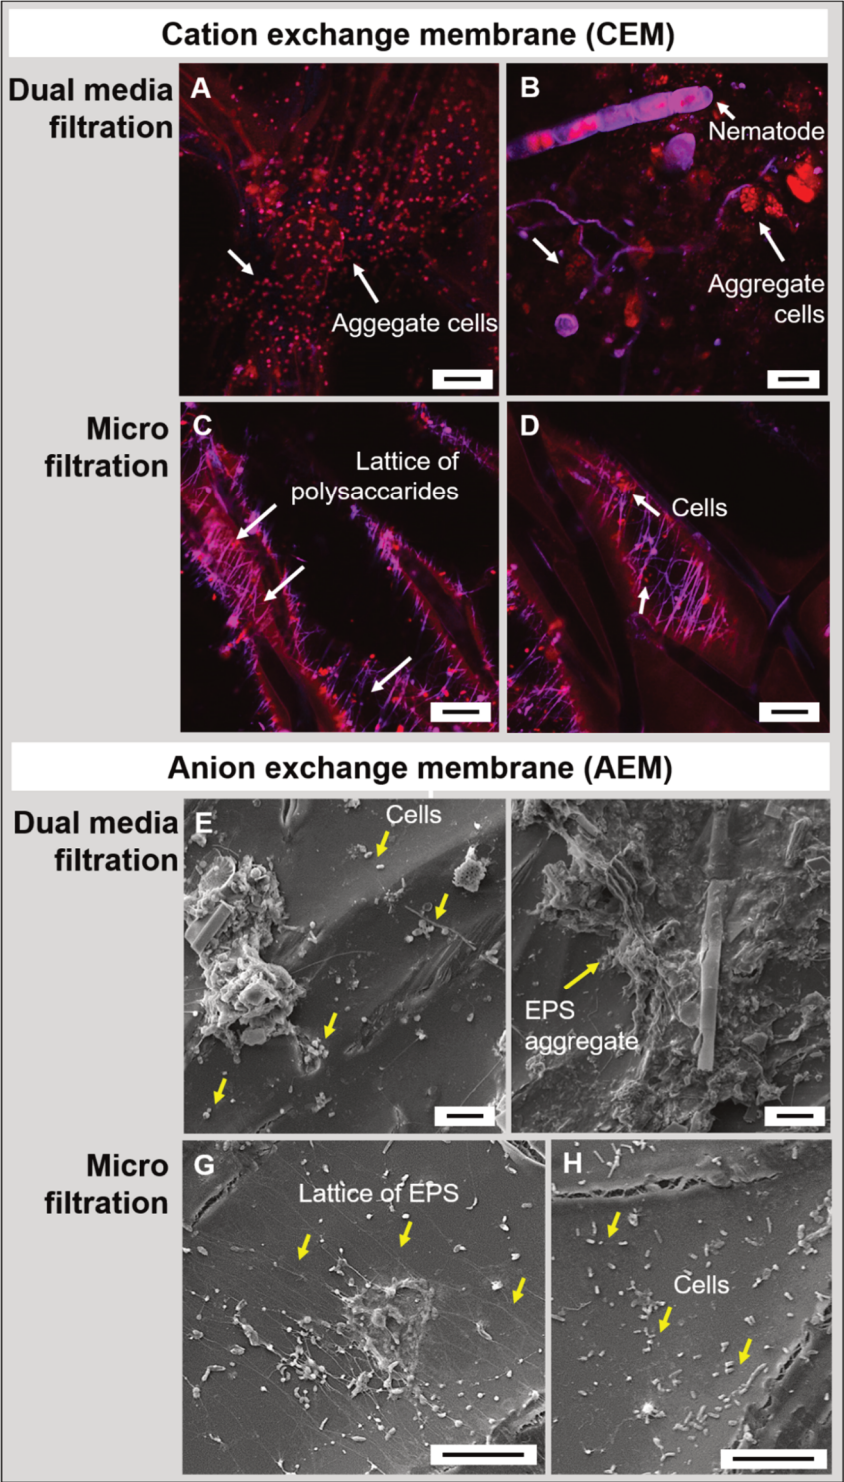 Cation exchange membrane (CEM)
Dual media
filtration
A
Aggegate cells
B
Nematode
Aggregate
cells
Micro
filtration
C
Lattice of
polysaccarides
D
Cells
Anion exchange membrane (AEM)
Dual media
filtration
E
Cells
EPS
aggregate
Micro
filtration
G
Lattice of EPS
H
Cells